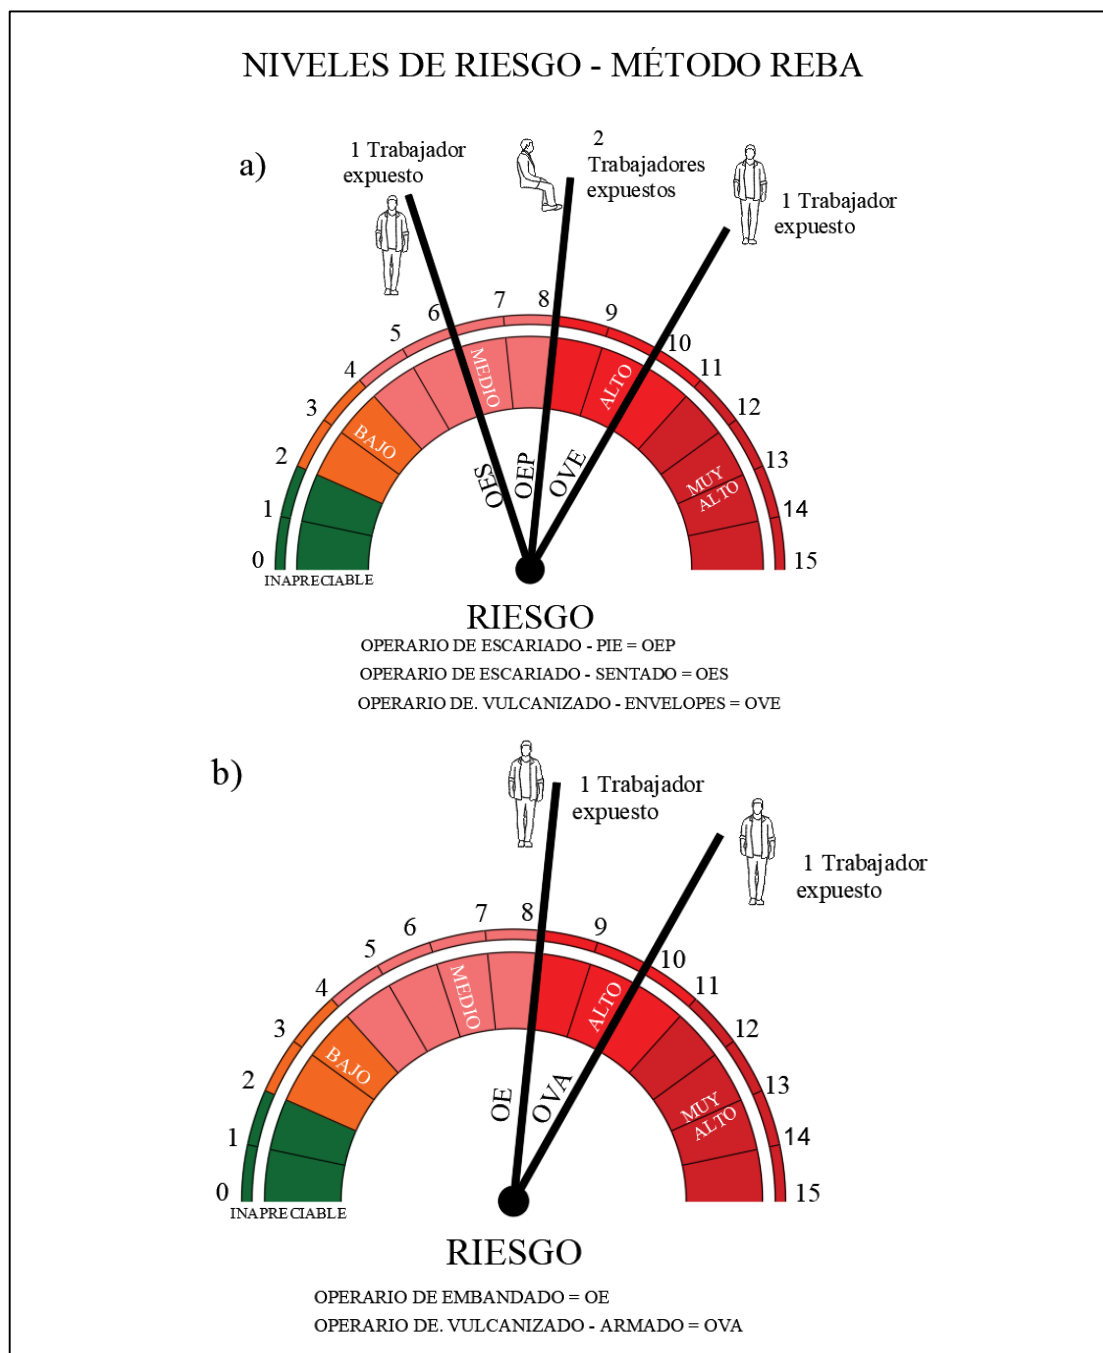 NIVELES DE RIESGO - MÉTODO REBA
a)
1 Trabajador
expuesto
2
Trabajadores
expuestos
1 Trabajador
expuesto
0
1
2
3
4
5
6
7
8
9
10
11
12
13
14
15
INAPRECIABLE
BAJO
MEDIO
ALTO
MUY
ALTO
OES
OEP
OVE
RIESGO
OPERARIO DE ESCARIADO - PIE = OEP
OPERARIO DE ESCARIADO - SENTADO = OES
OPERARIO DE. VULCANIZADO - ENVELOPES = OVE
b)
1 Trabajador
expuesto
1 Trabajador
expuesto
0
1
2
3
4
5
6
7
8
9
10
11
12
13
14
15
INAPRECIABLE
BAJO
MEDIO
ALTO
MUY
ALTO
OE
OVA
RIESGO
OPERARIO DE EMBANDADO = OE
OPERARIO DE. VULCANIZADO - ARMADO = OVA